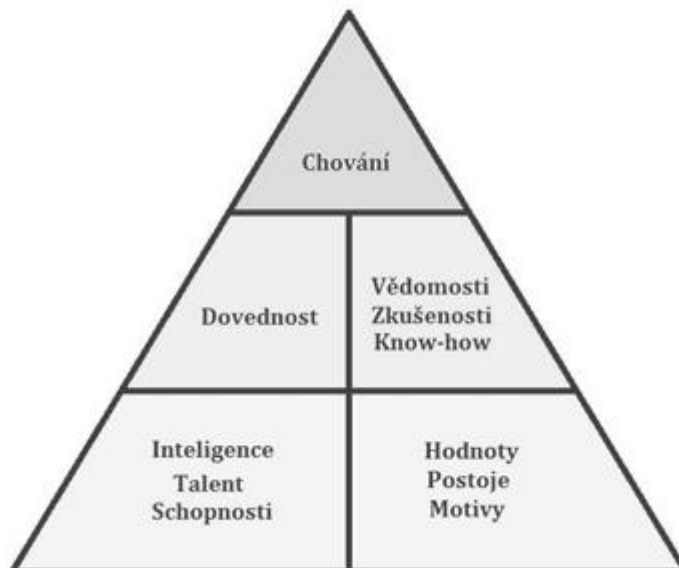 Chování
Dovednost
Vědomosti
Zkušenosti
Know-how
Inteligence
Talent
Schopnosti
Hodnoty
Postoje
Motivy